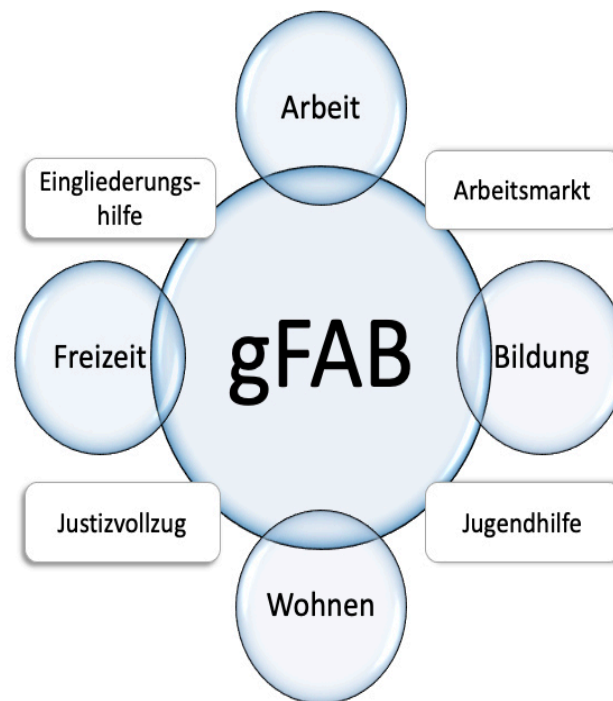 Arbeit
Eingliederungs-
hilfe
Arbeitsmarkt
Freizeit
gFAB
Bildung
Justizvollzug
Jugendhilfe
Wohnen